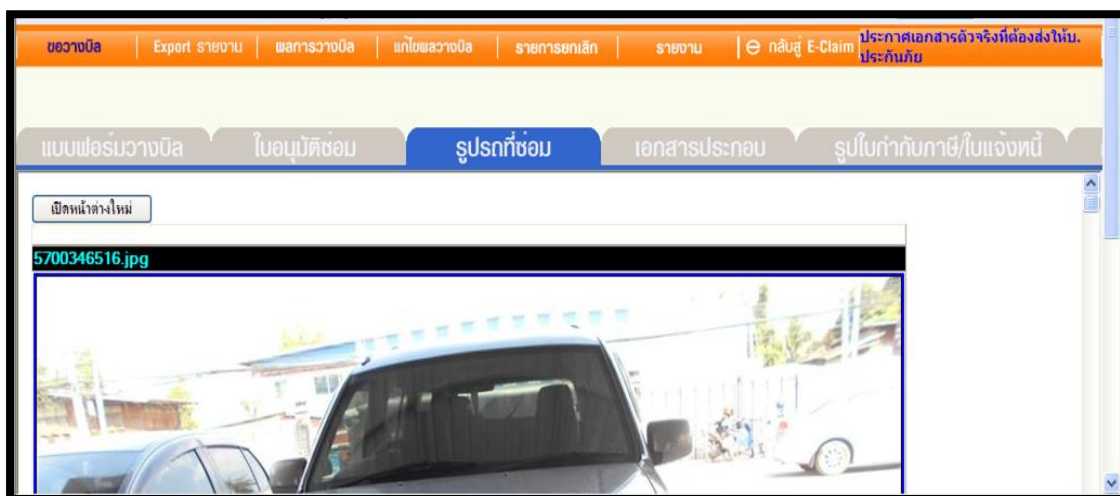 ขอวางบิล
Export รายงาน
ผลการวางบิล
แก้ไขผลวางบิล
รายการยกเลิก
รายงาน
กลับสู่ E-Claim
ประกาศเอกสารตัวจริงที่ต้องส่งให้บ.
ประกันภัย
แบบฟอร์มวางบิล
ใบอนุมัติซ่อม
รูปรถที่ซ่อม
เอกสารประกอบ
รูปใบกำกับภาษี/ใบแจ้งหนี้
เปิดหน้าต่างใหม่
5700346516.jpg